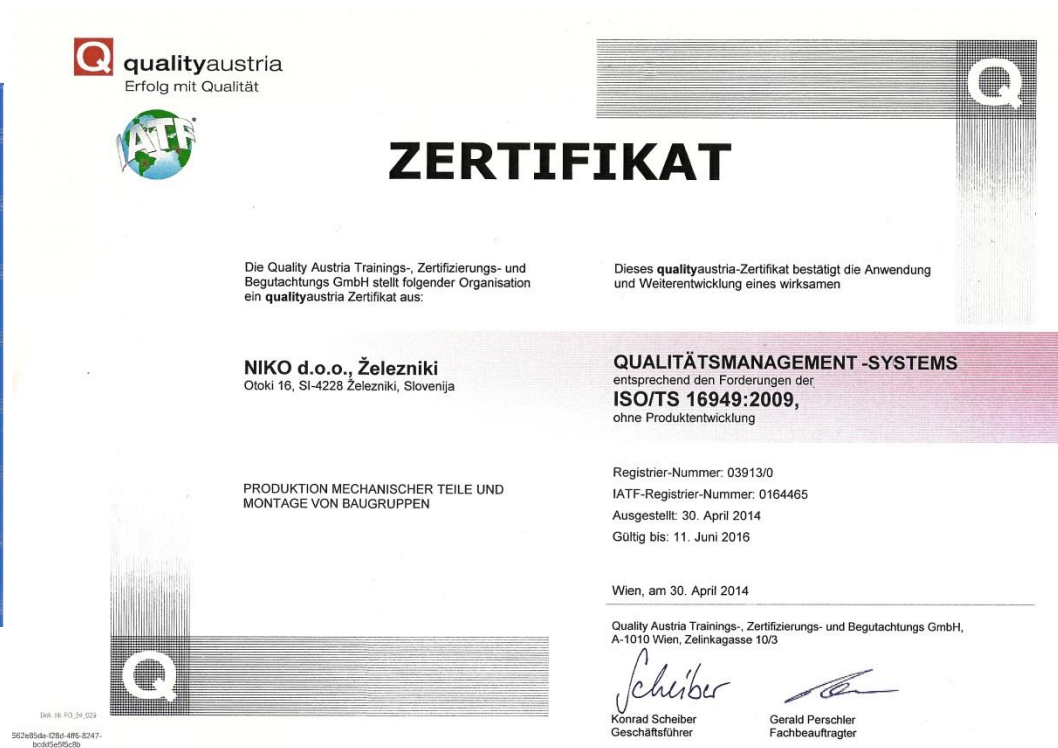 Q qualityaustria
Erfolg mit Qualität
IATF
Q
ZERTIFIKAT
Die Quality Austria Trainings-, Zertifizierungs- und
Begutachtungs GmbH stellt folgender Organisation
ein qualityaustria Zertifikat aus:
Dieses qualityaustria-Zertifikat bestätigt die Anwendung
und Weiterentwicklung eines wirksamen
NIKO d.o.o., Železniki
Otoki 16, SI-4228 Železniki, Slovenija
QUALITÄTSMANAGEMENT -SYSTEMS
entsprechend den Forderungen der
ISO/TS 16949:2009,
ohne Produktentwicklung
PRODUKTION MECHANISCHER TEILE UND
MONTAGE VON BAUGRUPPEN
Registrier-Nummer: 03913/0
IATF-Registrier-Nummer: 0164465
Ausgestellt: 30. April 2014
Gültig bis: 11. Juni 2016
Wien, am 30. April 2014
Quality Austria Trainings-, Zertifizierungs- und Begutachtungs GmbH,
A-1010 Wien, Zelinkagasse 10/3
Scheiber
Konrad Scheiber
Geschäftsführer
Gerald Perschler
Fachbeauftragter
Q
Dok. Nr. FO_24_029